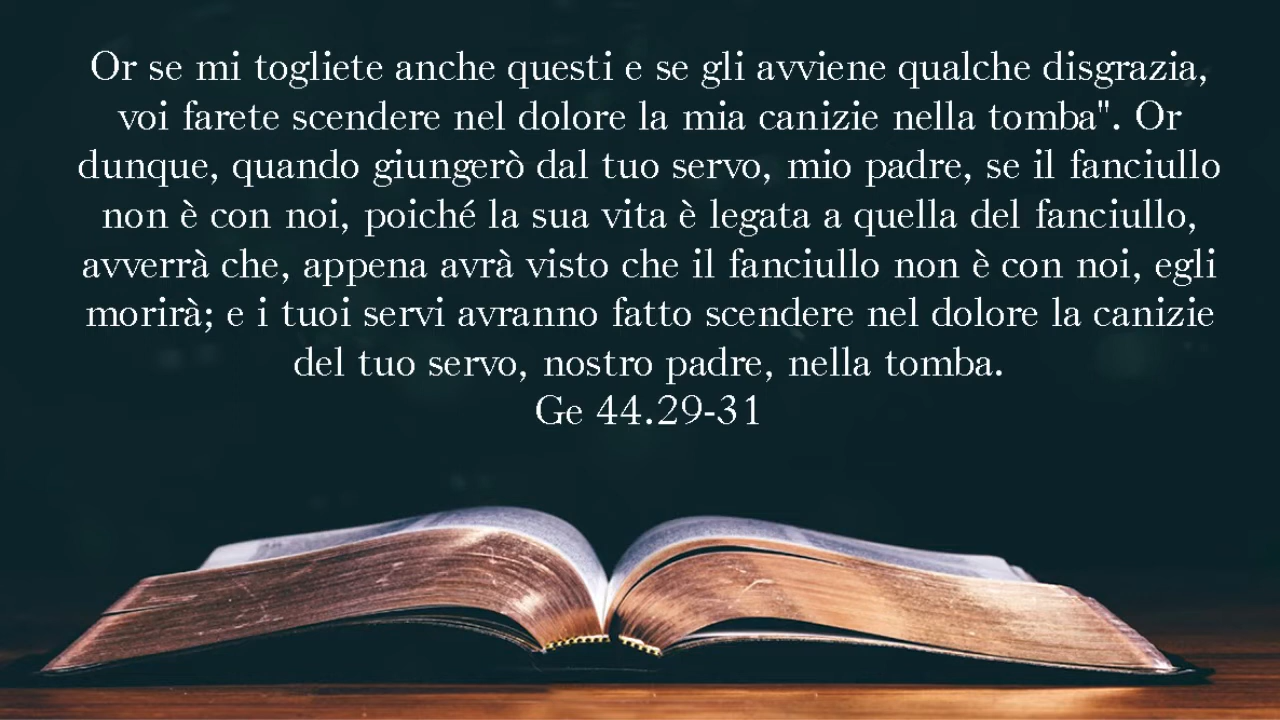 Or se mi togliete anche questi e se gli avviene qualche disgrazia,
voi farete scendere nel dolore la mia canizie nella tomba". Or
dunque, quando giungerò dal tuo servo, mio padre, se il fanciullo
non è con noi, poiché la sua vita è legata a quella del fanciullo,
avverrà che, appena avrà visto che il fanciullo non è con noi, egli
morirà; e i tuoi servi avranno fatto scendere nel dolore la canizie
del tuo servo, nostro padre, nella tomba.
Ge 44.29-31